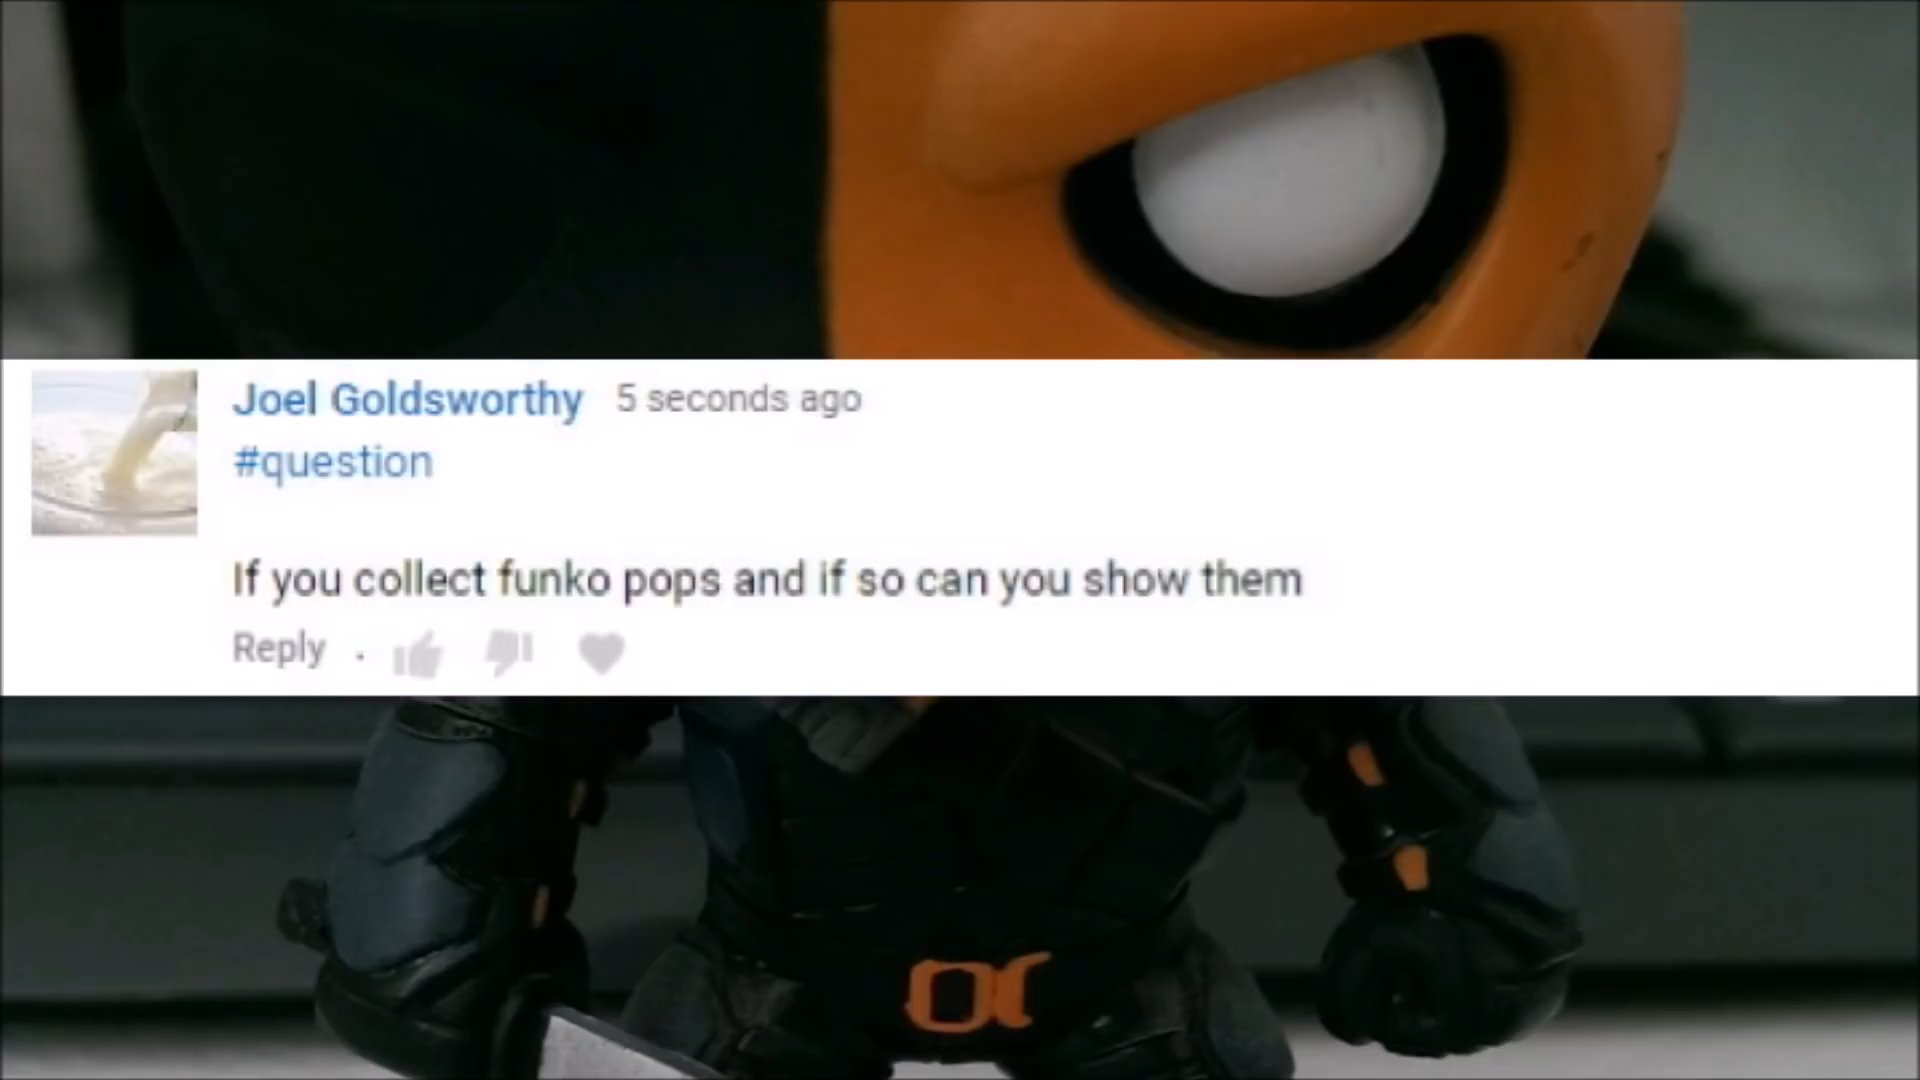 Joel Goldsworthy 5 seconds ago
#question
If you collect funko pops and if so can you show them
Reply .